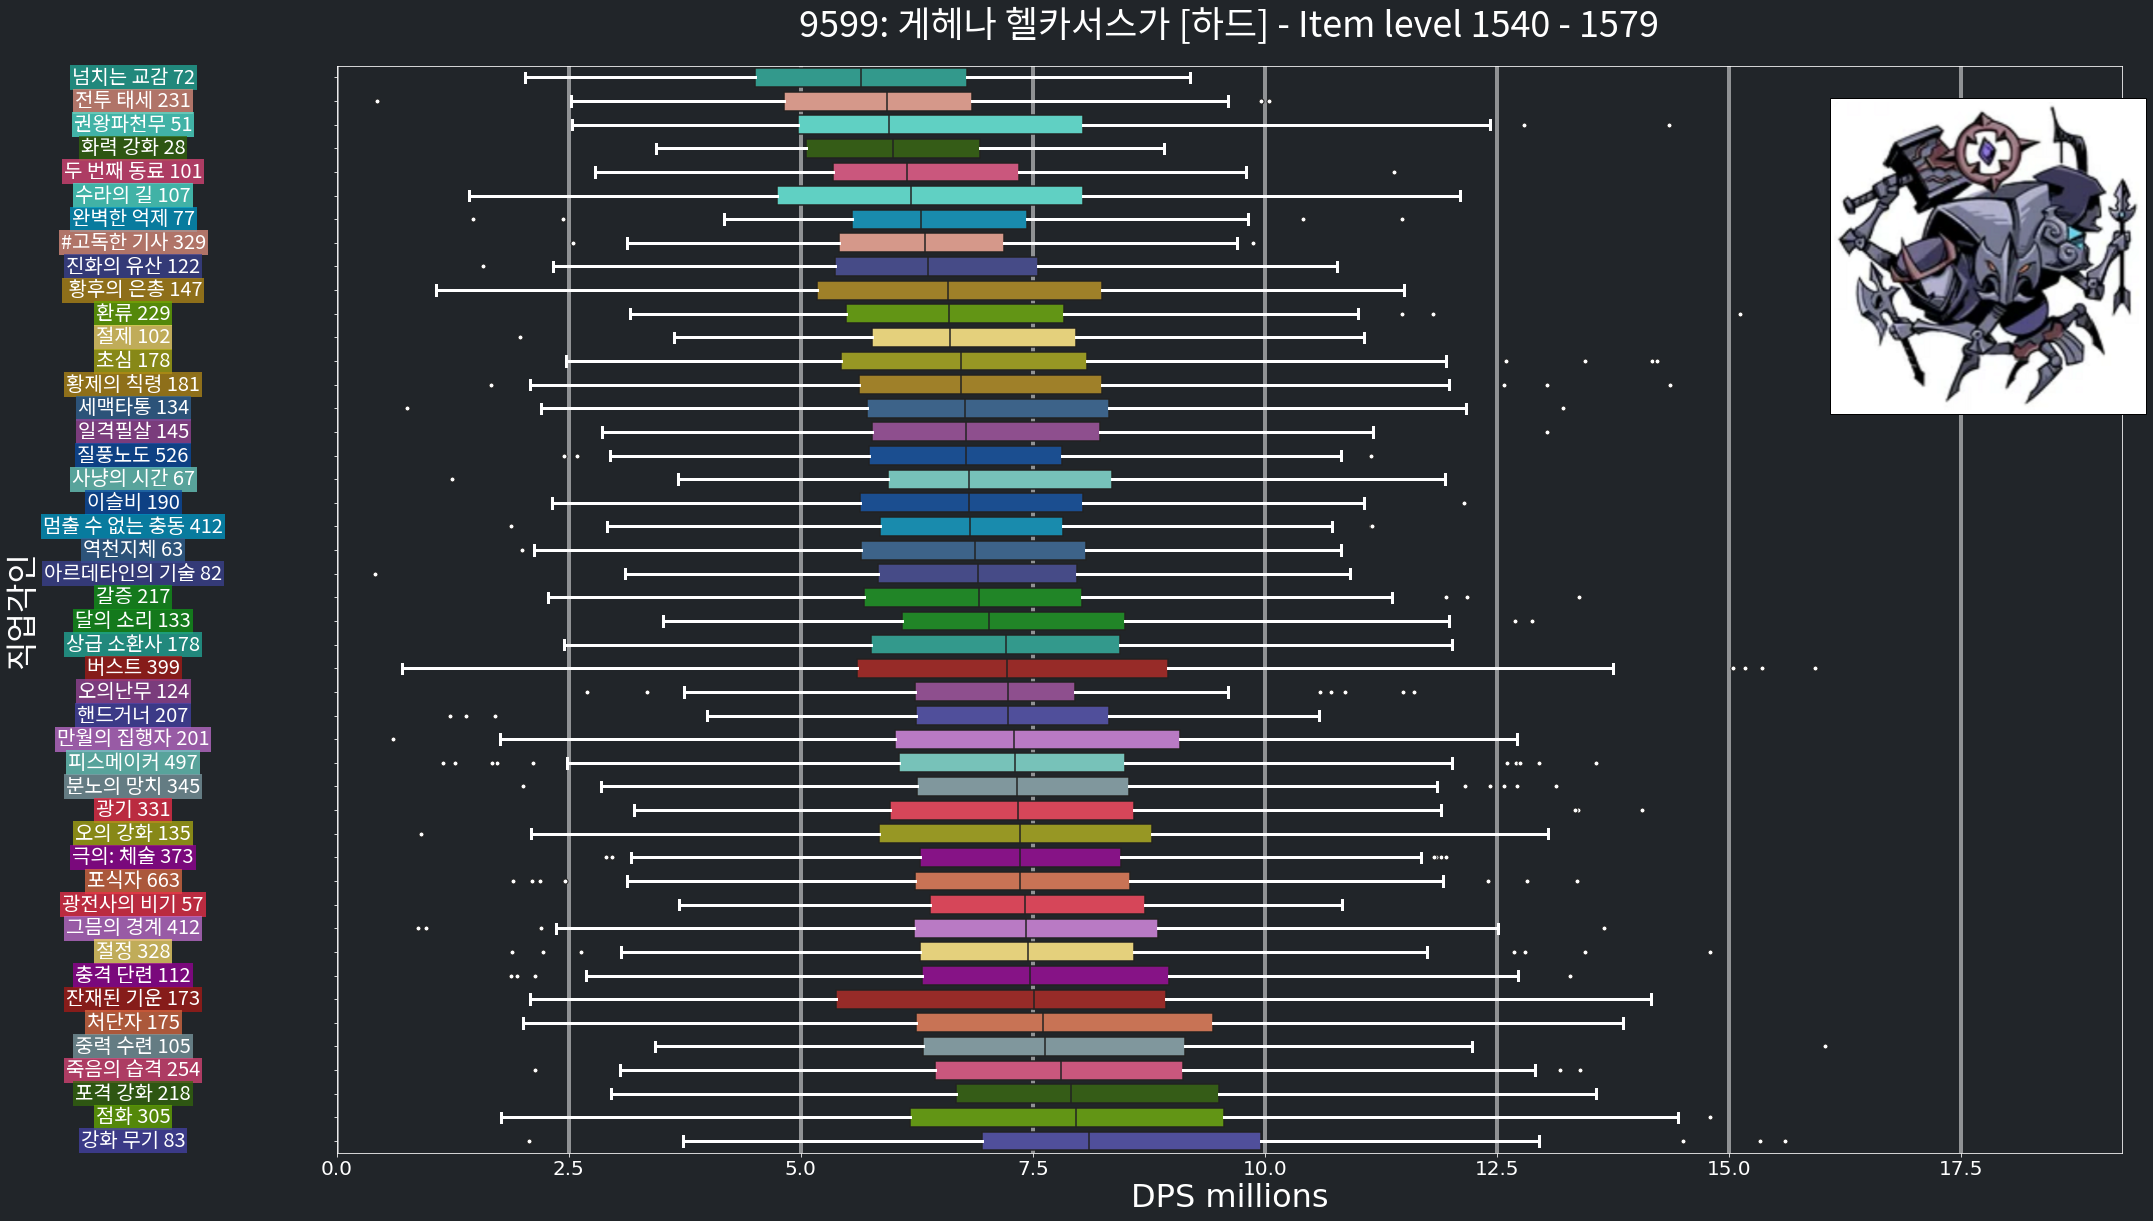 9599: 게헤나 헬카서스가 [하드] - Item level 1540 - 1579
넘치는 교감 72
전투 태세 231
권왕파천무 51
화력 강화 28
두 번째 동료 101
수라의 길 107
완벽한 억제 77
#고독한 기사 329
진화의 유산 122
황후의 은총 147
환류 229
절제 102
초심 178
황제의 칙령 181
세맥타통 134
일격필살 145
질풍노도 526
사냥의 시간 67
이슬비 190
멈출 수 없는 충동 412
역천지체 63
아르데타인의 기술 82
갈증 217
달의 소리 133
상급 소환사 178
버스트 399
오의난무 124
핸드거너 207
만월의 집행자 201
피스메이커 497
분노의 망치 345
광기 331
오의 강화 135
극의: 체술 373
포식자 663
광전사의 비기 57
그믐의 경계 412
절정 328
충격 단련 112
잔재된 기운 173
처단자 175
중력 수련 105
죽음의 습격 254
포격 강화 218
점화 305
강화 무기 83
직업각인
0.0 2.5 5.0 7.5 10.0 12.5 15.0 17.5
DPS millions